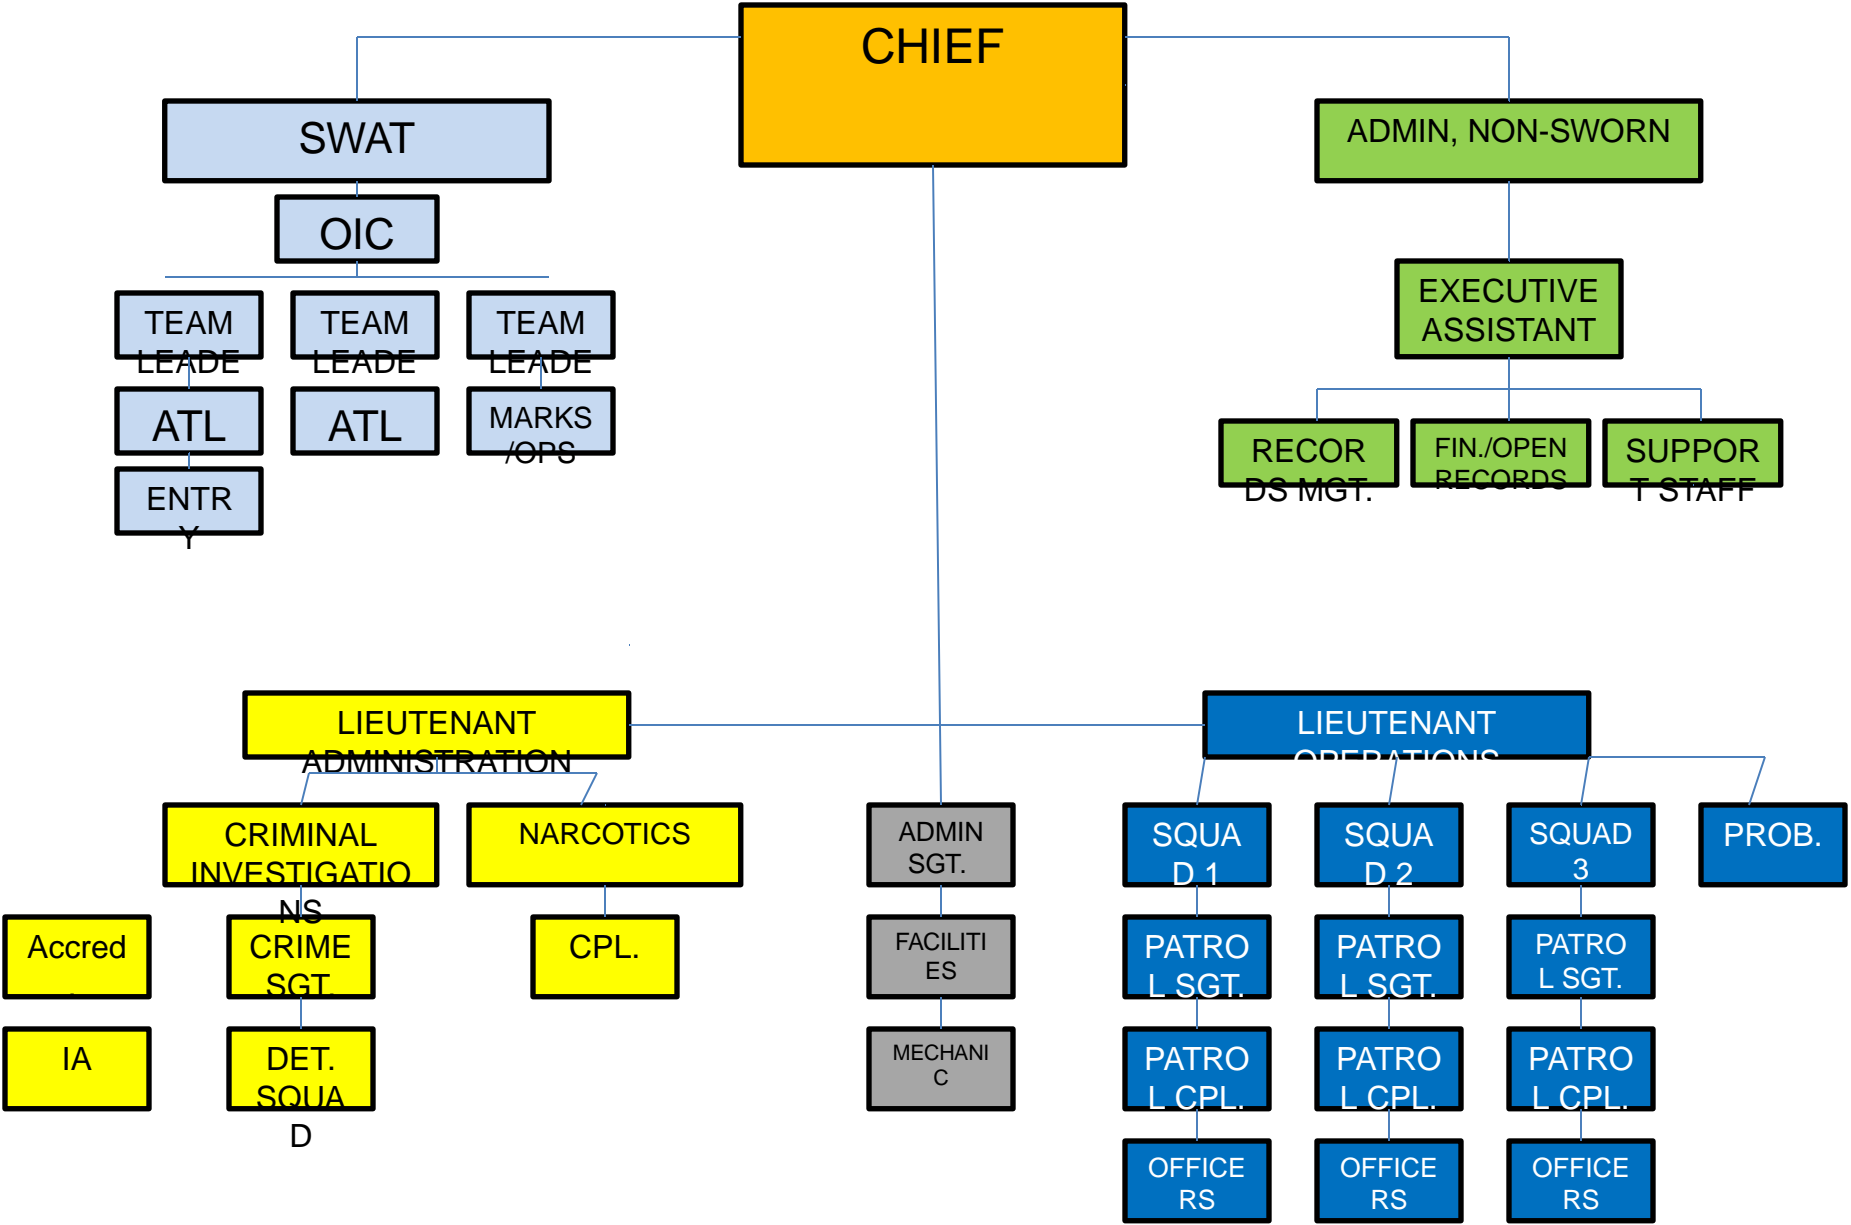 CHIEF
SWAT
ADMIN, NON-SWORN
OIC
EXECUTIVE
ASSISTANT
TEAM
LEADE
TEAM
LEADE
TEAM
LEADE
ATL
ATL
MARKS
/OPS
ENTR
Y
RECOR
DS MGT.
FIN./OPEN
RECORDS
SUPPOR
T STAFF
LIEUTENANT
ADMINISTRATION
LIEUTENANT
OPERATIONS
CRIMINAL
INVESTIGATIO
NS
NARCOTICS
ADMIN
SGT.
SQUA
D 1
SQUA
D 2
SQUAD
3
PROB.
Accred
.
CRIME
SGT.
CPL.
FACILITI
ES
PATRO
L SGT.
PATRO
L SGT.
PATRO
L SGT.
IA
DET.
SQUA
D
MECHANI
C
PATRO
L CPL.
PATRO
L CPL.
PATRO
L CPL.
OFFICE
RS
OFFICE
RS
OFFICE
RS